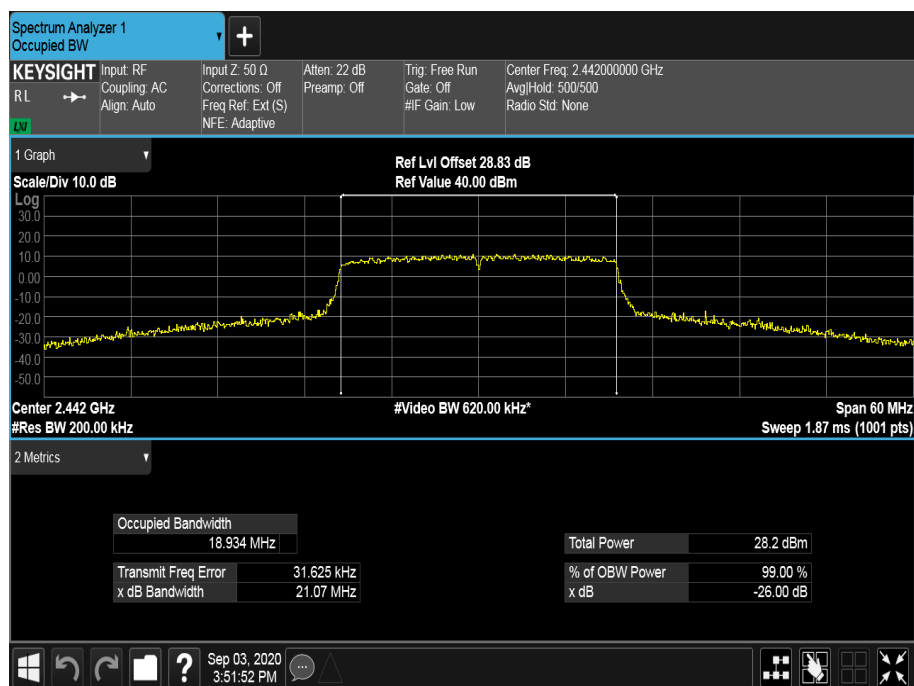 Spectrum Analyzer 1
Occupied BW
+
KEYSIGHT
R L
LXI
Input: RF
Coupling: AC
Align: Auto
Input Z: 50 Ω
Corrections: Off
Freq Ref: Ext (S)
NFE: Adaptive
Atten: 22 dB
Preamp: Off
Trig: Free Run
Gate: Off
#IF Gain: Low
Center Freq: 2.442000000 GHz
Avg|Hold: 500/500
Radio Std: None
1 Graph
Scale/Div 10.0 dB
Ref Lvl Offset 28.83 dB
Ref Value 40.00 dBm
Log
30.0
20.0
10.0
0.00
-10.0
-20.0
-30.0
-40.0
-50.0
Center 2.442 GHz
#Video BW 620.00 kHz*
Span 60 MHz
#Res BW 200.00 kHz
Sweep 1.87 ms (1001 pts)
2 Metrics
Occupied Bandwidth
18.934 MHz
Total Power 28.2 dBm
Transmit Freq Error 31.625 kHz
% of OBW Power 99.00 %
x dB Bandwidth 21.07 MHz
x dB -26.00 dB
?
Sep 03, 2020
3:51:52 PM